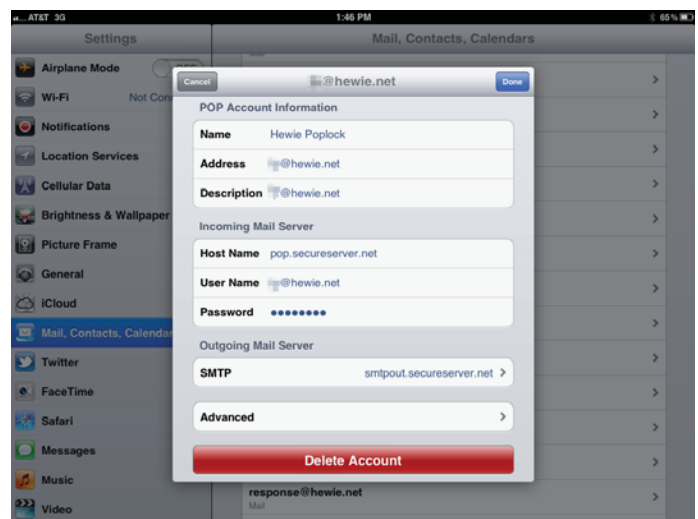 AT&T 3G 1:46 PM 65%
Settings
Mail, Contacts, Calendars
Airplane Mode
Wi-Fi Not Con
Notifications
Location Services
Cellular Data
Brightness & Wallpaper
Picture Frame
General
iCloud
Mail, Contacts, Calendar
Twitter
FaceTime
Safari
Messages
Music
Video
Cancel @hewie.net Done
POP Account Information
Name Hewie Poplock
Address @hewie.net
Description @hewie.net
Incoming Mail Server
Host Name pop.secureserver.net
User Name @hewie.net
Password ●●●●●●●●
Outgoing Mail Server
SMTP smtpout.secureserver.net >
Advanced >
Delete Account
response@hewie.net
Mail